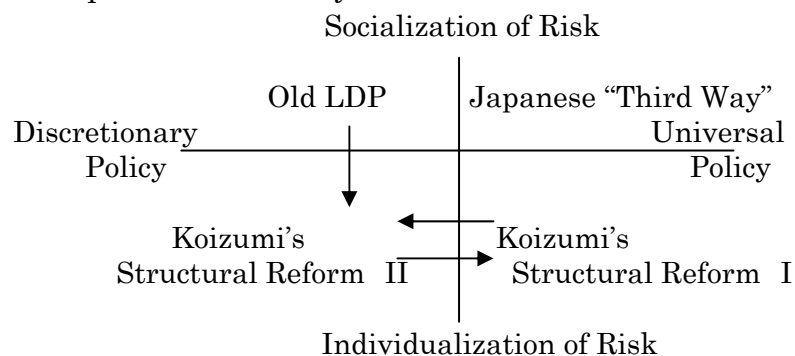 Socialization of Risk
Old LDP
Japanese “Third Way”
Discretionary
Policy
Universal
Policy
Koizumi’s
Structural Reform II
Koizumi’s
Structural Reform I
Individualization of Risk